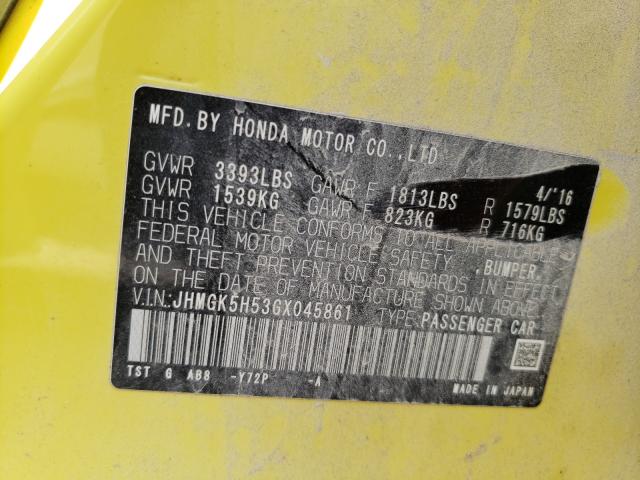 MFD.BY HONDA MOTOR CO.,LTD
4/'16
GVWR 3393LBS GAWR F 1813LBS R 1579LBS
GVWR 1539KG GAWR F 823KG R 716KG
THIS VEHICLE CONFORMS TO ALL APPLICABLE
FEDERAL MOTOR VEHICLE SAFETY ,BUMPER,
AND THEFT PREVENTION STANDARDS IN EFFECT
ON THE DATE OF MANUFACTURE SHOWN ABOVE.
V.I.N.: JHMGK5H53GX045861 TYPE: PASSENGER CAR
TST G AB8 -Y72P -A MADE IN JAPAN